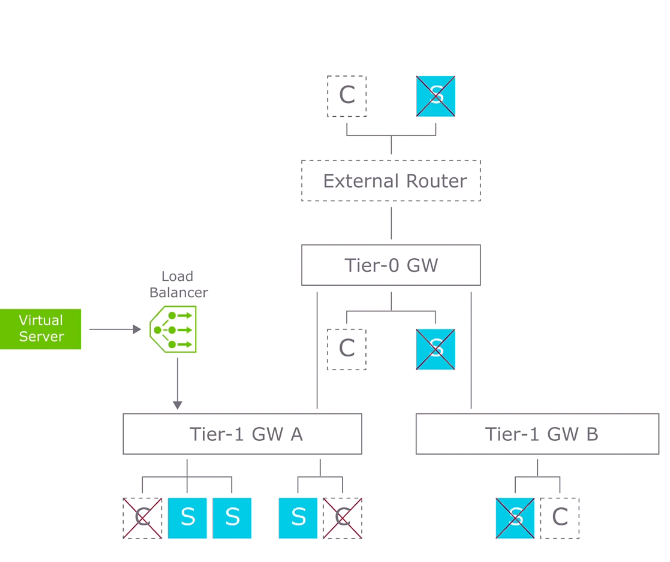 C S
External Router
Tier-0 GW
Load
Balancer
Virtual
Server
C S
Tier-1 GW A
Tier-1 GW B
C S S S C S C